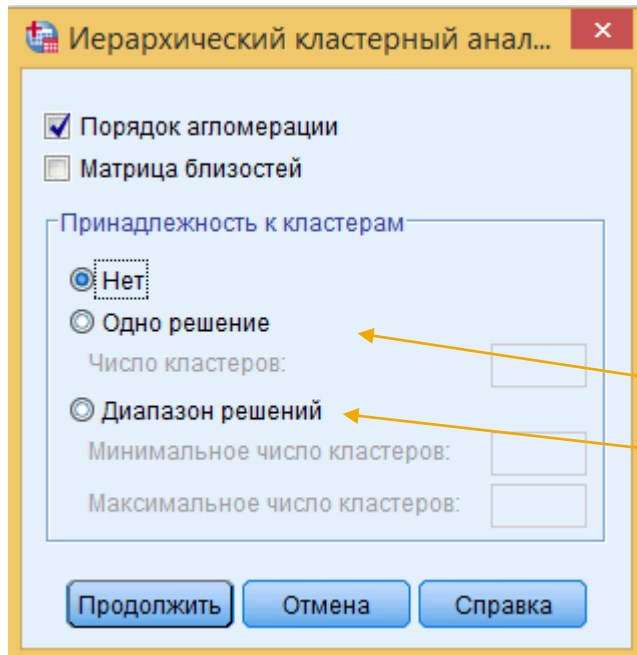 Иерархический кластерный анал...
Порядок агломерации
Матрица близостей
Принадлежность к кластерам
Нет
Одно решение
Число кластеров:
Диапазон решений
Минимальное число кластеров:
Максимальное число кластеров:
Продолжить Отмена Справка